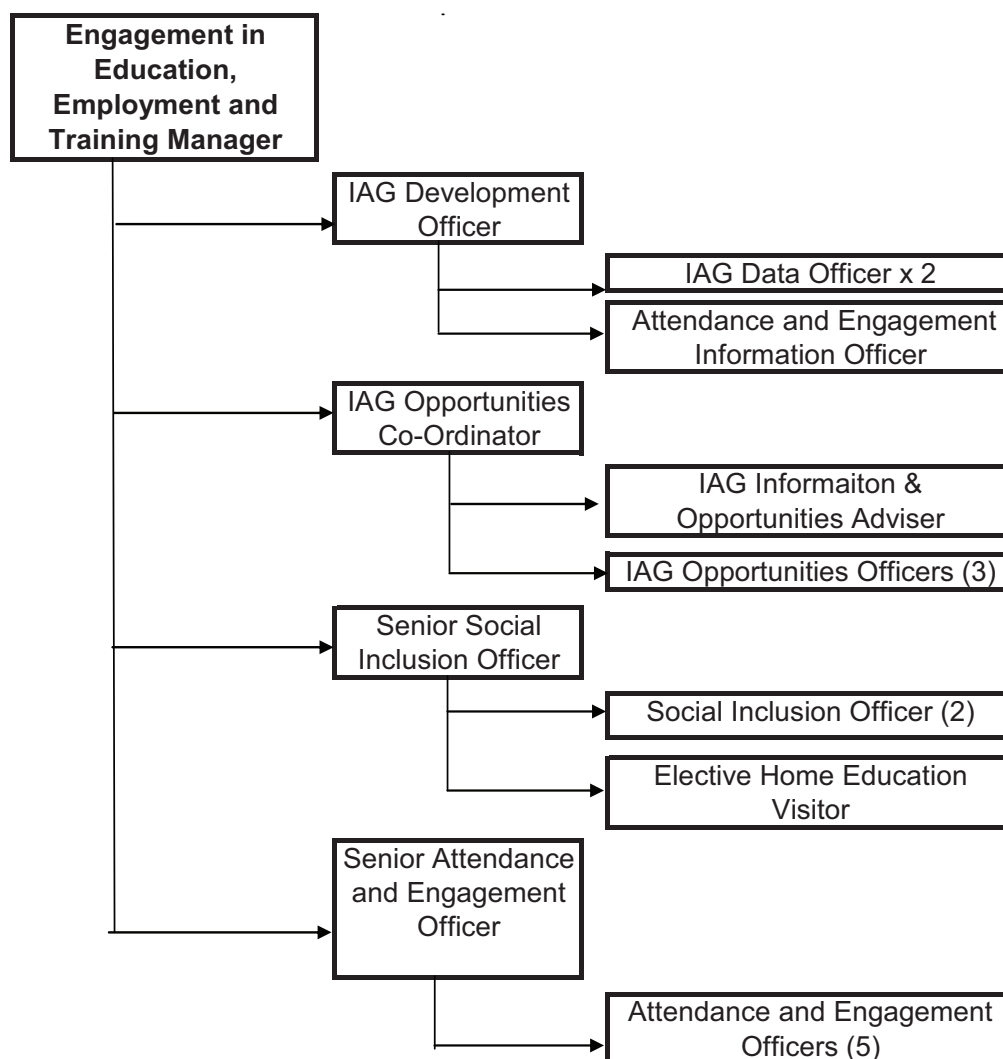 Engagement in
Education,
Employment and
Training Manager
IAG Development
Officer
IAG Data Officer x 2
Attendance and Engagement
Information Officer
IAG Opportunities
Co-Ordinator
IAG Informaiton &
Opportunities Adviser
IAG Opportunities Officers (3)
Senior Social
Inclusion Officer
Social Inclusion Officer (2)
Elective Home Education
Visitor
Senior Attendance
and Engagement
Officer
Attendance and Engagement
Officers (5)